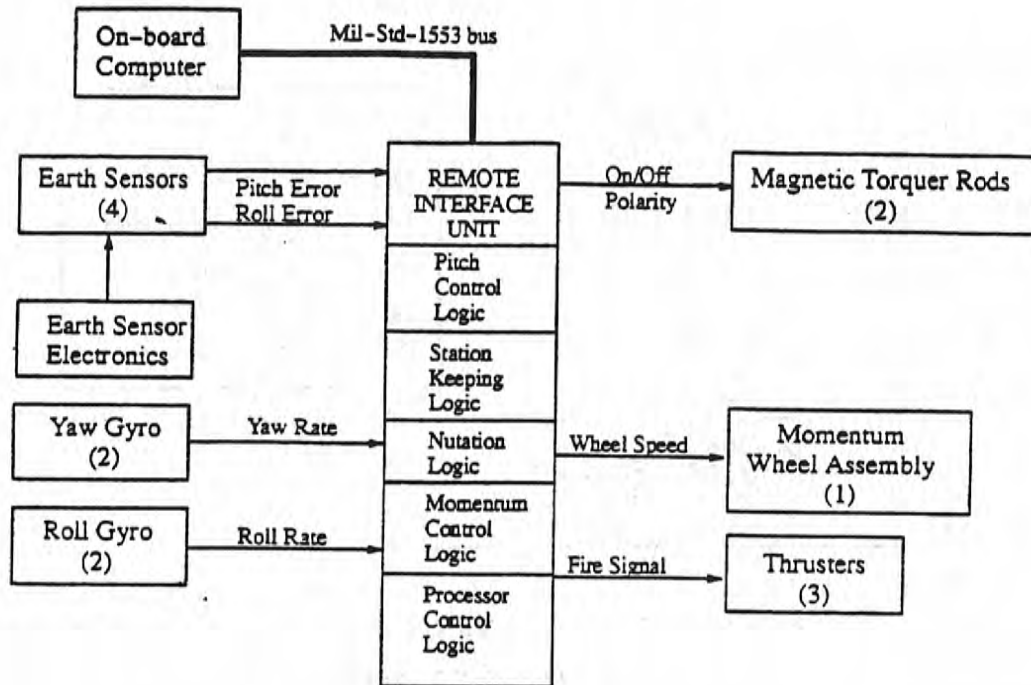 On-board
Computer
Mil-Std-1553 bus
Earth Sensors
(4)
Pitch Error
Roll Error
REMOTE
INTERFACE
UNIT
On/Off
Polarity
Magnetic Torquer Rods
(2)
Pitch
Control
Logic
Earth Sensor
Electronics
Station
Keeping
Logic
Yaw Gyro
(2)
Yaw Rate
Nutation
Logic
Wheel Speed
Momentum
Wheel Assembly
(1)
Roll Gyro
(2)
Roll Rate
Momentum
Control
Logic
Fire Signal
Thrusters
(3)
Processor
Control
Logic